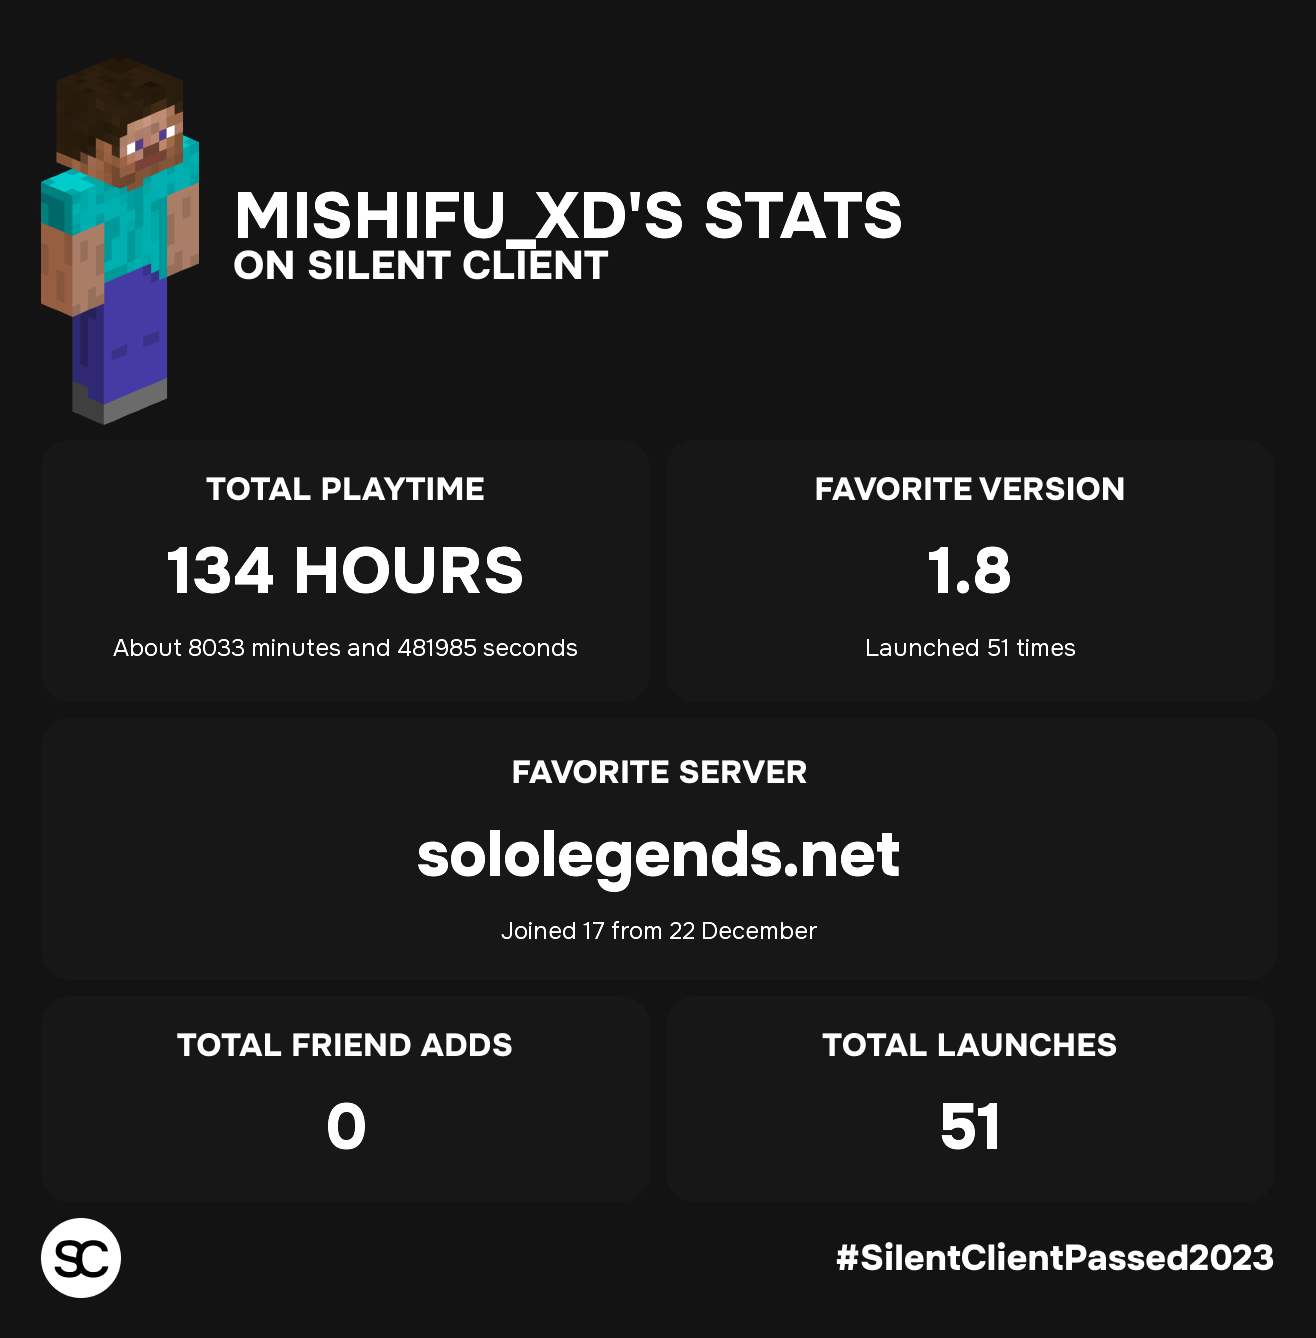 MISHIFU_XD'S STATS
ON SILENT CLIENT
TOTAL PLAYTIME
134 HOURS
About 8033 minutes and 481985 seconds
FAVORITE VERSION
1.8
Launched 51 times
FAVORITE SERVER
sololegends.net
Joined 17 from 22 December
TOTAL FRIEND ADDS
0
TOTAL LAUNCHES
51
SC
#SilentClientPassed2023